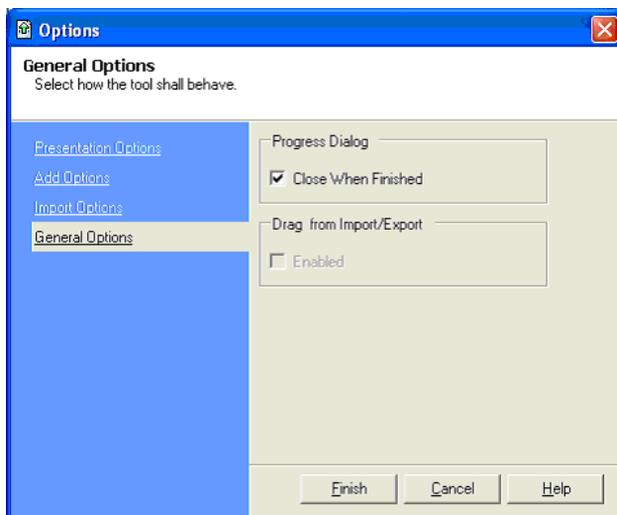 Options
General Options
Select how the tool shall behave.
Presentation Options
Add Options
Import Options
General Options
Progress Dialog
Close When Finished
Drag from Import/Export
Enabled
Finish
Cancel
Help